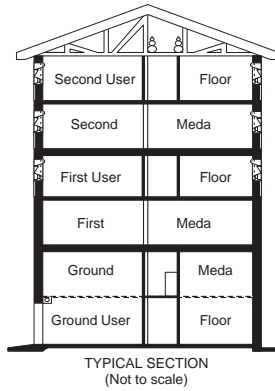 Second User Floor
Second Meda
First User Floor
First Meda
Ground Meda
Ground User Floor
TYPICAL SECTION
(Not to scale)